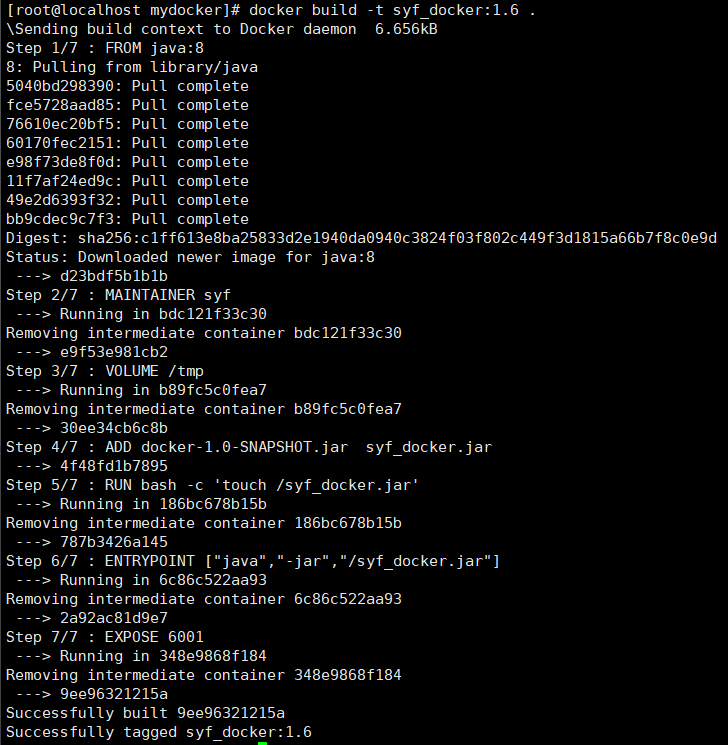 [root@localhost mydocker]# docker build -t syf_docker:1.6 .
\Sending build context to Docker daemon  6.656kB
Step 1/7 : FROM java:8
8: Pulling from library/java
5040bd298390: Pull complete
fce5728aad85: Pull complete
76610ec20bf5: Pull complete
60170fec2151: Pull complete
e98f73de8f0d: Pull complete
11f7af24ed9c: Pull complete
49e2d6393f32: Pull complete
bb9cdec9c7f3: Pull complete
Digest: sha256:c1ff613e8ba25833d2e1940da0940c3824f03f802c449f3d1815a66b7f8c0e9d
Status: Downloaded newer image for java:8
 ---> d23bdf5b1b1b
Step 2/7 : MAINTAINER syf
 ---> Running in bdc121f33c30
Removing intermediate container bdc121f33c30
 ---> e9f53e981cb2
Step 3/7 : VOLUME /tmp
 ---> Running in b89fc5c0fea7
Removing intermediate container b89fc5c0fea7
 ---> 30ee34cb6c8b
Step 4/7 : ADD docker-1.0-SNAPSHOT.jar  syf_docker.jar
 ---> 4f48fd1b7895
Step 5/7 : RUN bash -c 'touch /syf_docker.jar'
 ---> Running in 186bc678b15b
Removing intermediate container 186bc678b15b
 ---> 787b3426a145
Step 6/7 : ENTRYPOINT ["java","-jar","/syf_docker.jar"]
 ---> Running in 6c86c522aa93
Removing intermediate container 6c86c522aa93
 ---> 2a92ac81d9e7
Step 7/7 : EXPOSE 6001
 ---> Running in 348e9868f184
Removing intermediate container 348e9868f184
 ---> 9ee96321215a
Successfully built 9ee96321215a
Successfully tagged syf_docker:1.6